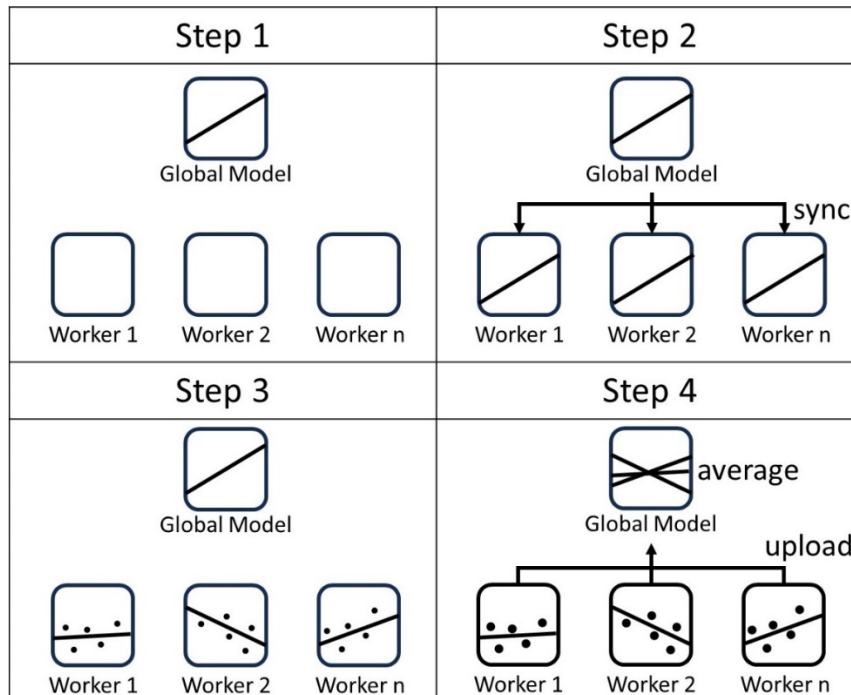 Step 1
Step 2
Global Model
Worker 1 Worker 2 Worker n
Global Model
sync
Worker 1 Worker 2 Worker n
Step 3
Step 4
Global Model
Worker 1 Worker 2 Worker n
average
Global Model
upload
Worker 1 Worker 2 Worker n